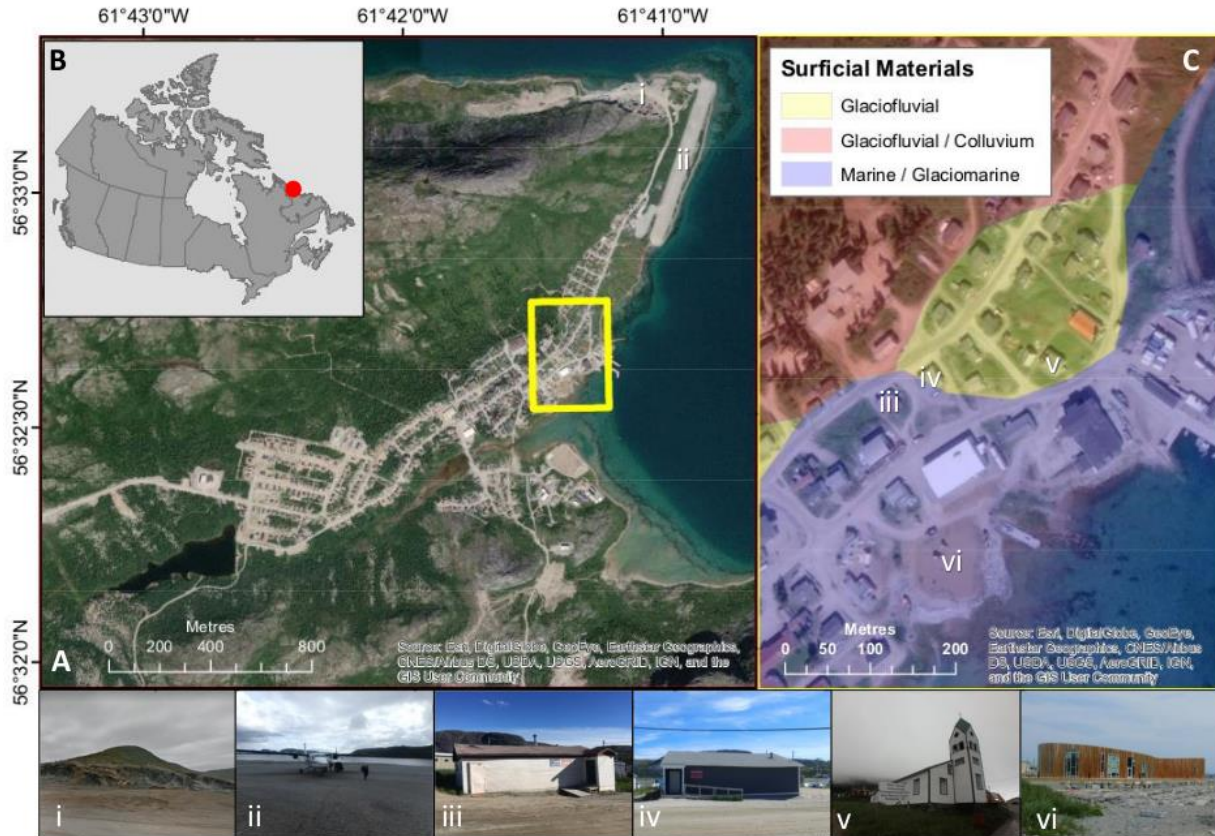 61°43'0"W
61°42'0"W
61°41'0"W
B
i
ii
56°33'0"N
56°32'30"N
56°32'0"N
Metres
0 200 400 800
A
Source: Esri, DigitalGlobe, GeoEye, Earthstar Geographics,
CNES/Airbus DS, USDA, USGS, AeroGRID, IGN, and the
GIS User Community
C
Surficial Materials
Glaciofluvial
Glaciofluvial / Colluvium
Marine / Glaciomarine
v
iv
iii
vi
Metres
0 50 100 200
Source: Esri, DigitalGlobe, GeoEye,
Earthstar Geographics, CNES/Airbus
DS, USDA, USGS, AeroGRID, IGN,
and the GIS User Community
i
ii
iii
iv
v
vi